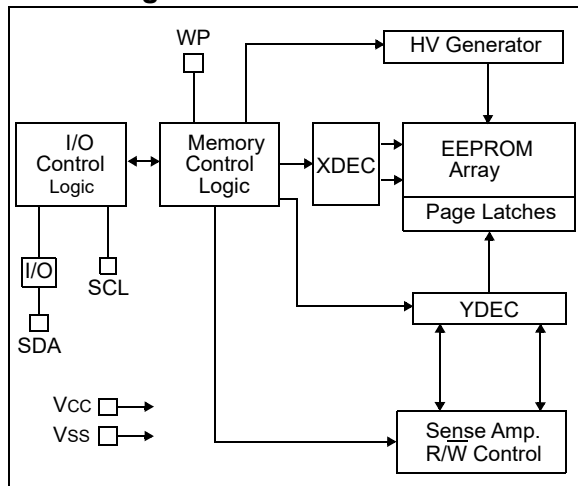 WP
HV Generator
I/O
Control
Logic
Memory
Control
Logic
XDEC
EEPROM
Array
Page Latches
I/O
SCL
SDA
YDEC
VCC
VSS
Sense Amp.
R/W̅ Control